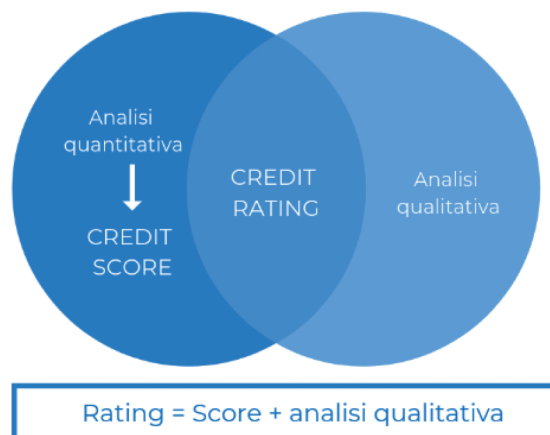 Analisi
quantitativa
CREDIT
SCORE
CREDIT
RATING
Analisi
qualitativa
Rating = Score + analisi qualitativa